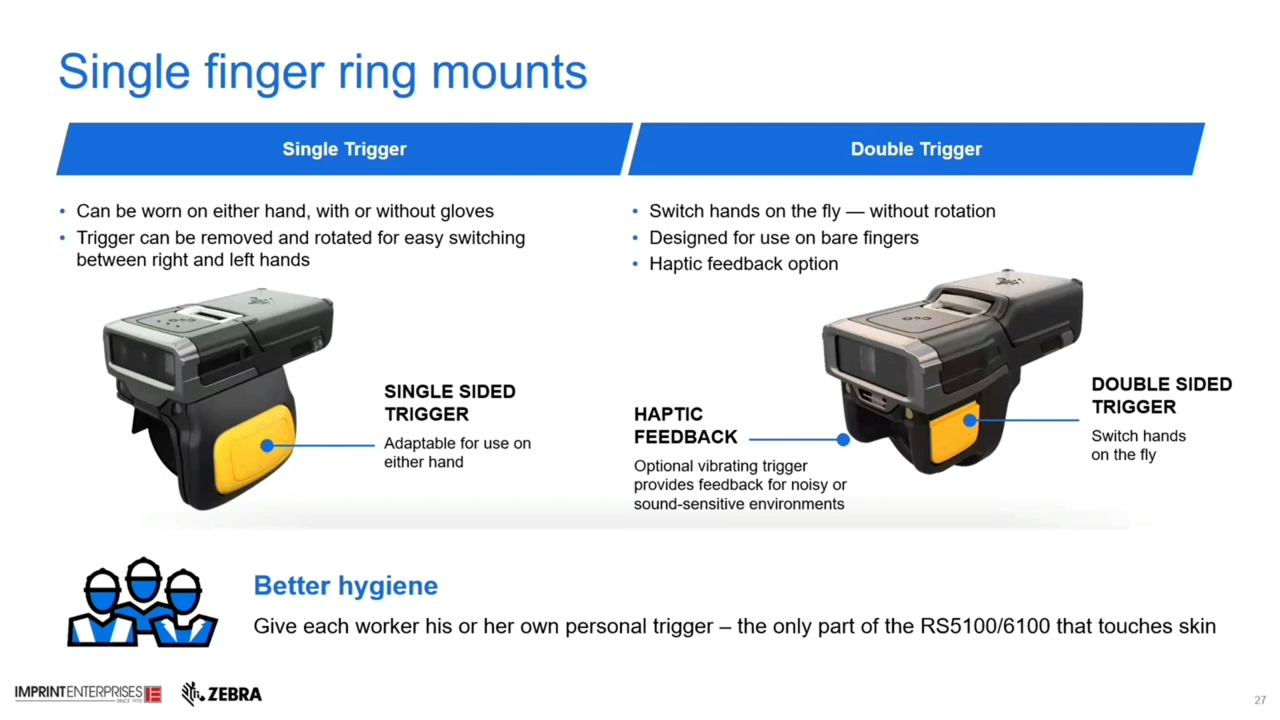 Single finger ring mounts
Single Trigger
• Can be worn on either hand, with or without gloves
• Trigger can be removed and rotated for easy switching
between right and left hands
SINGLE SIDED
TRIGGER
Adaptable for use on
either hand
Double Trigger
• Switch hands on the fly — without rotation
• Designed for use on bare fingers
• Haptic feedback option
HAPTIC
FEEDBACK
Optional vibrating trigger
provides feedback for noisy or
sound-sensitive environments
DOUBLE SIDED
TRIGGER
Switch hands
on the fly
Better hygiene
Give each worker his or her own personal trigger – the only part of the RS5100/6100 that touches skin
IMPRINTENTERPRISES
SINCE 1970
ZEBRA
27